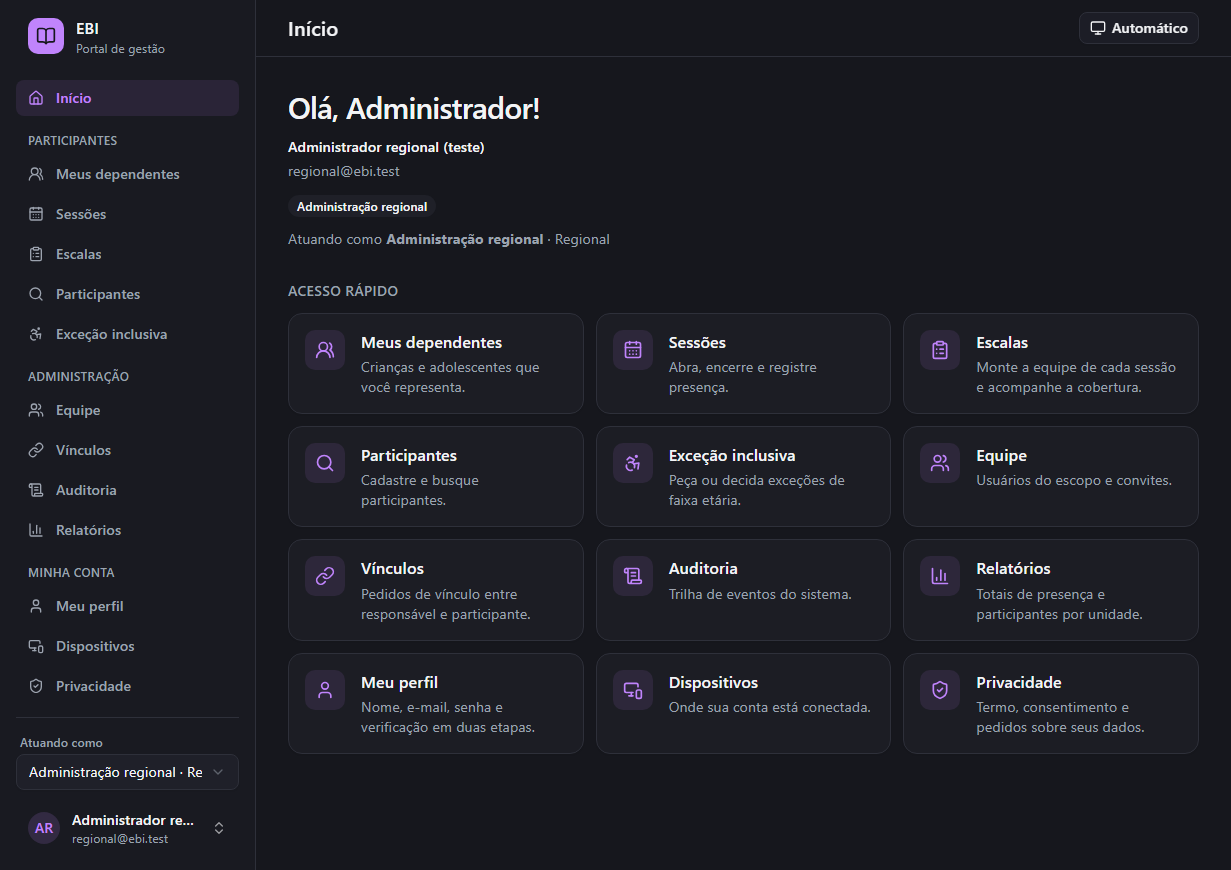 EBI
Portal de gestão
Início
PARTICIPANTES
Meus dependentes
Sessões
Escalas
Participantes
Exceção inclusiva
ADMINISTRAÇÃO
Equipe
Vínculos
Auditoria
Relatórios
MINHA CONTA
Meu perfil
Dispositivos
Privacidade
Atuando como
Administração regional · Re
AR
Administrador re...
regional@ebi.test
Início
Automático
Olá, Administrador!
Administrador regional (teste)
regional@ebi.test
Administração regional
Atuando como Administração regional · Regional
ACESSO RÁPIDO
Meus dependentes
Crianças e adolescentes que
você representa.
Sessões
Abra, encerre e registre
presença.
Escalas
Monte a equipe de cada sessão
e acompanhe a cobertura.
Participantes
Cadastre e busque
participantes.
Exceção inclusiva
Peça ou decida exceções de
faixa etária.
Equipe
Usuários do escopo e convites.
Vínculos
Pedidos de vínculo entre
responsável e participante.
Auditoria
Trilha de eventos do sistema.
Relatórios
Totais de presença e
participantes por unidade.
Meu perfil
Nome, e-mail, senha e
verificação em duas etapas.
Dispositivos
Onde sua conta está conectada.
Privacidade
Termo, consentimento e
pedidos sobre seus dados.